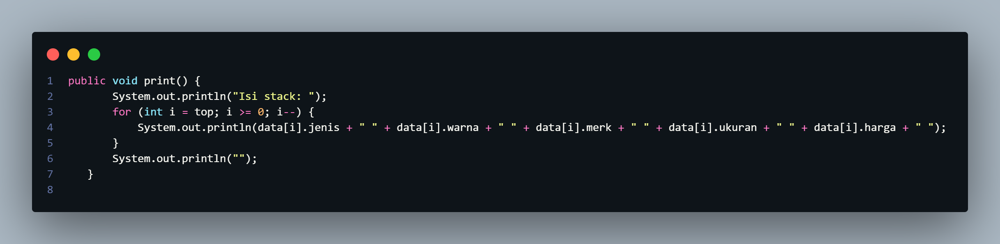 1 public void print() {
2 System.out.println("Isi stack: ");
3 for (int i = top; i >= 0; i--) {
4 System.out.println(data[i].jenis + " " + data[i].warna + " " + data[i].merk + " " + data[i].ukuran + " " + data[i].harga + " ");
5 }
6 System.out.println("");
7 }
8